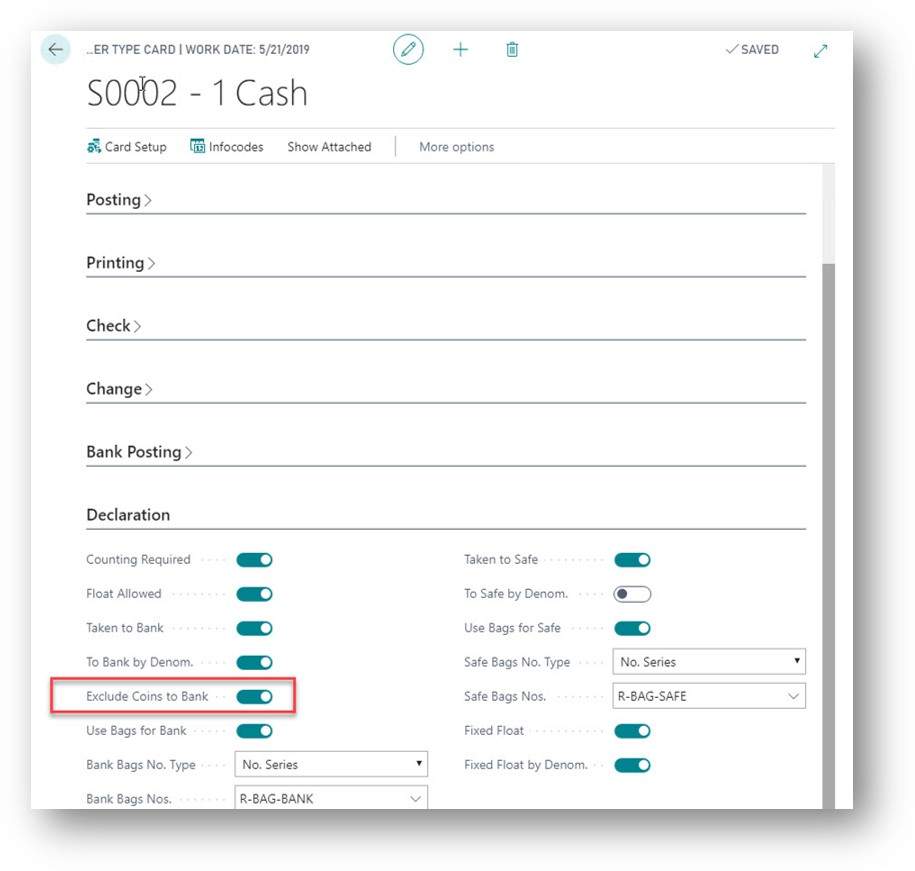 ..ER TYPE CARD | WORK DATE: 5/21/2019
SAVED
S0002 - 1 Cash
Card Setup Infocodes Show Attached More options
Posting
Printing
Check
Change
Bank Posting
Declaration
Counting Required
Float Allowed
Taken to Bank
To Bank by Denom.
Exclude Coins to Bank
Use Bags for Bank
Bank Bags No. Type No. Series
Bank Bags Nos. R-BAG-BANK
Taken to Safe
To Safe by Denom.
Use Bags for Safe
Safe Bags No. Type No. Series
Safe Bags Nos. R-BAG-SAFE
Fixed Float
Fixed Float by Denom.